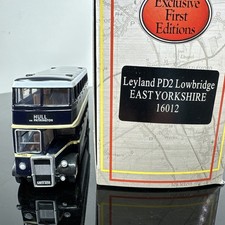 Exclusive
First
Editions
Leyland PD2 Lowbridge
EAST YORKSHIRE
16012
HULL